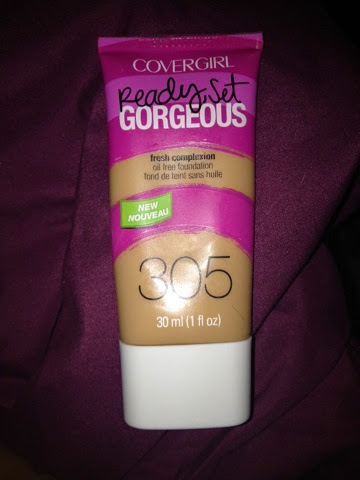 COVERGIRL
Ready, Set
GORGEOUS
fresh complexion
oil free foundation
fond de teint sans huile
NEW
NOUVEAU
305
30 ml (1 fl oz)